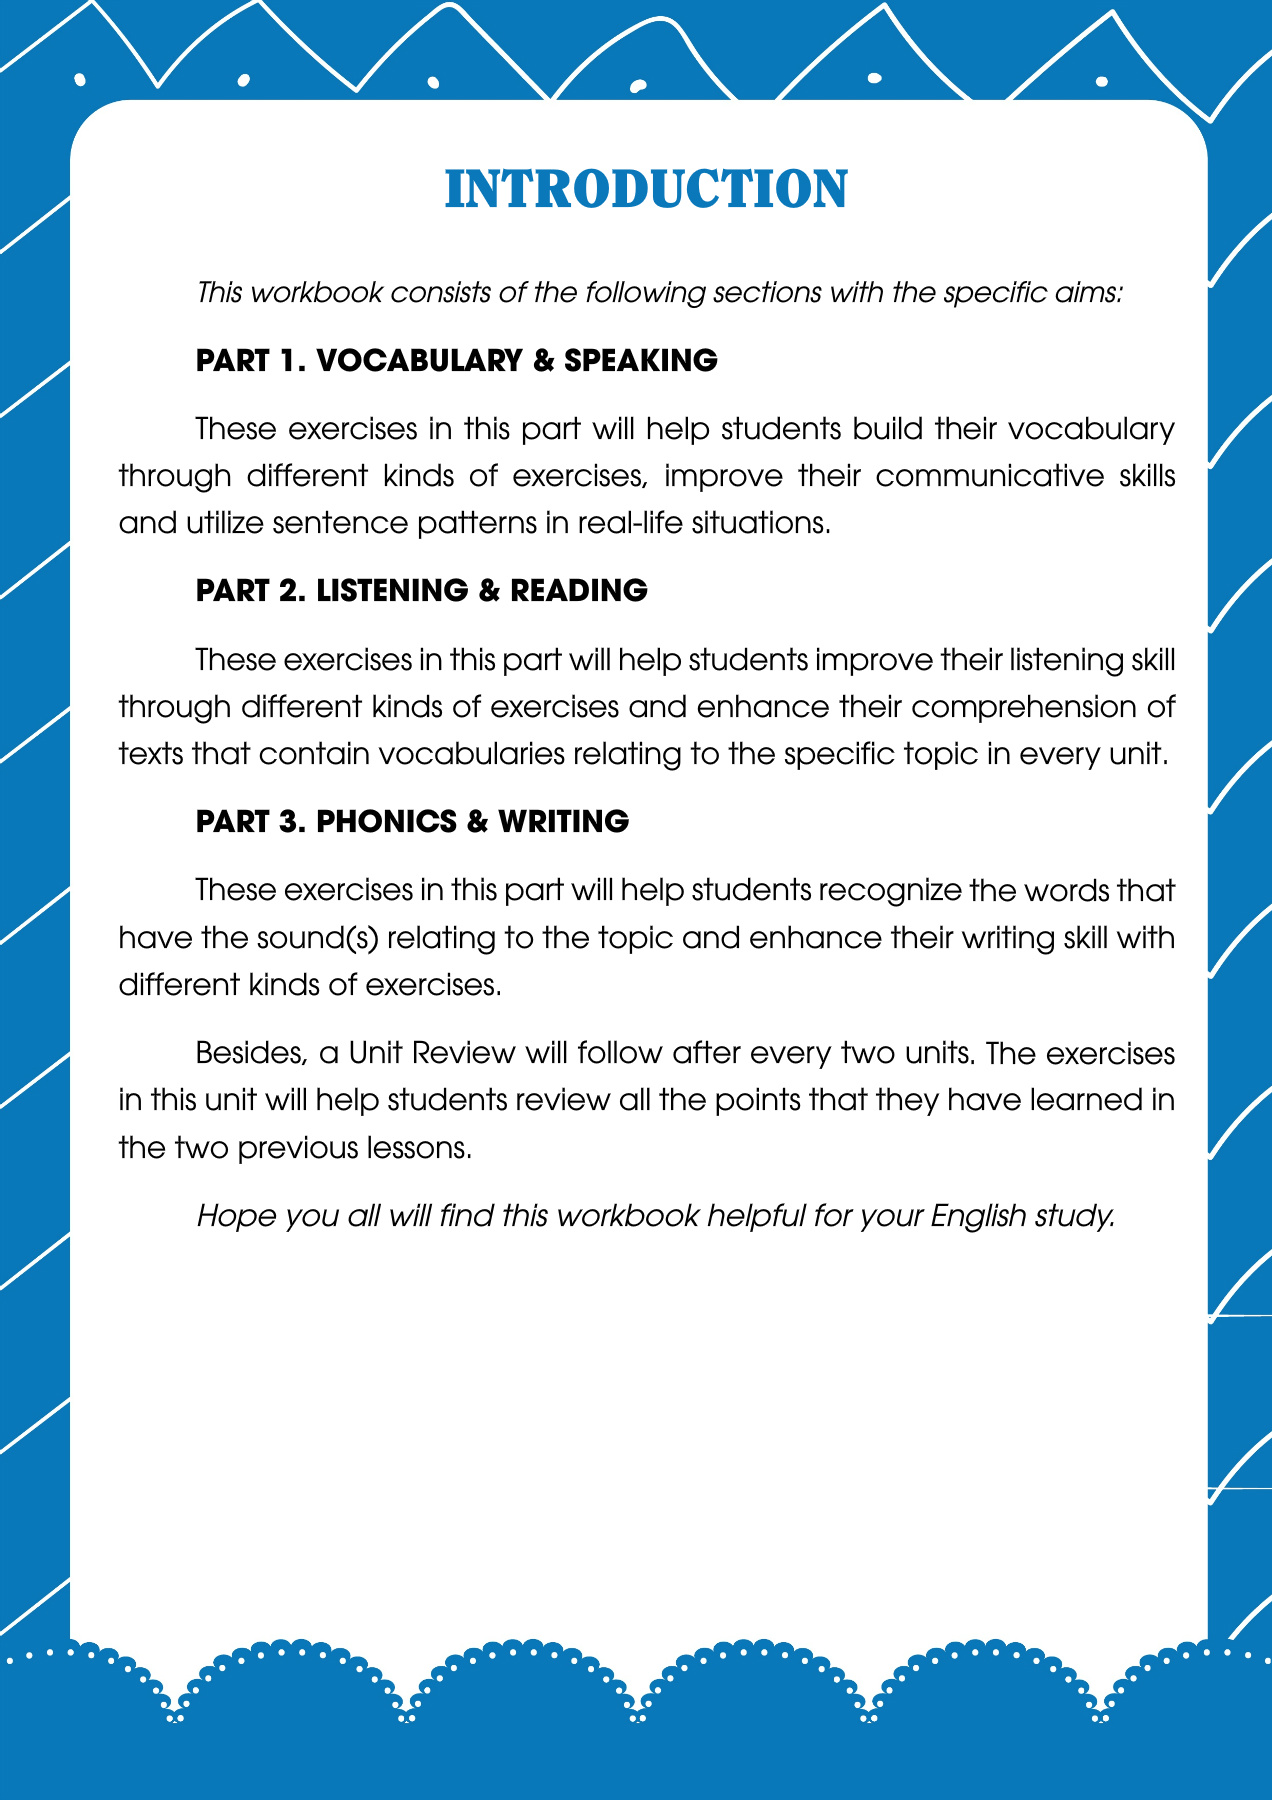 INTRODUCTION
This workbook consists of the following sections with the specific aims:
PART 1. VOCABULARY & SPEAKING
These exercises in this part will help students build their vocabulary
through different kinds of exercises, improve their communicative skills
and utilize sentence patterns in real-life situations.
PART 2. LISTENING & READING
These exercises in this part will help students improve their listening skill
through different kinds of exercises and enhance their comprehension of
texts that contain vocabularies relating to the specific topic in every unit.
PART 3. PHONICS & WRITING
These exercises in this part will help students recognize the words that
have the sound(s) relating to the topic and enhance their writing skill with
different kinds of exercises.
Besides, a Unit Review will follow after every two units. The exercises
in this unit will help students review all the points that they have learned in
the two previous lessons.
Hope you all will find this workbook helpful for your English study.